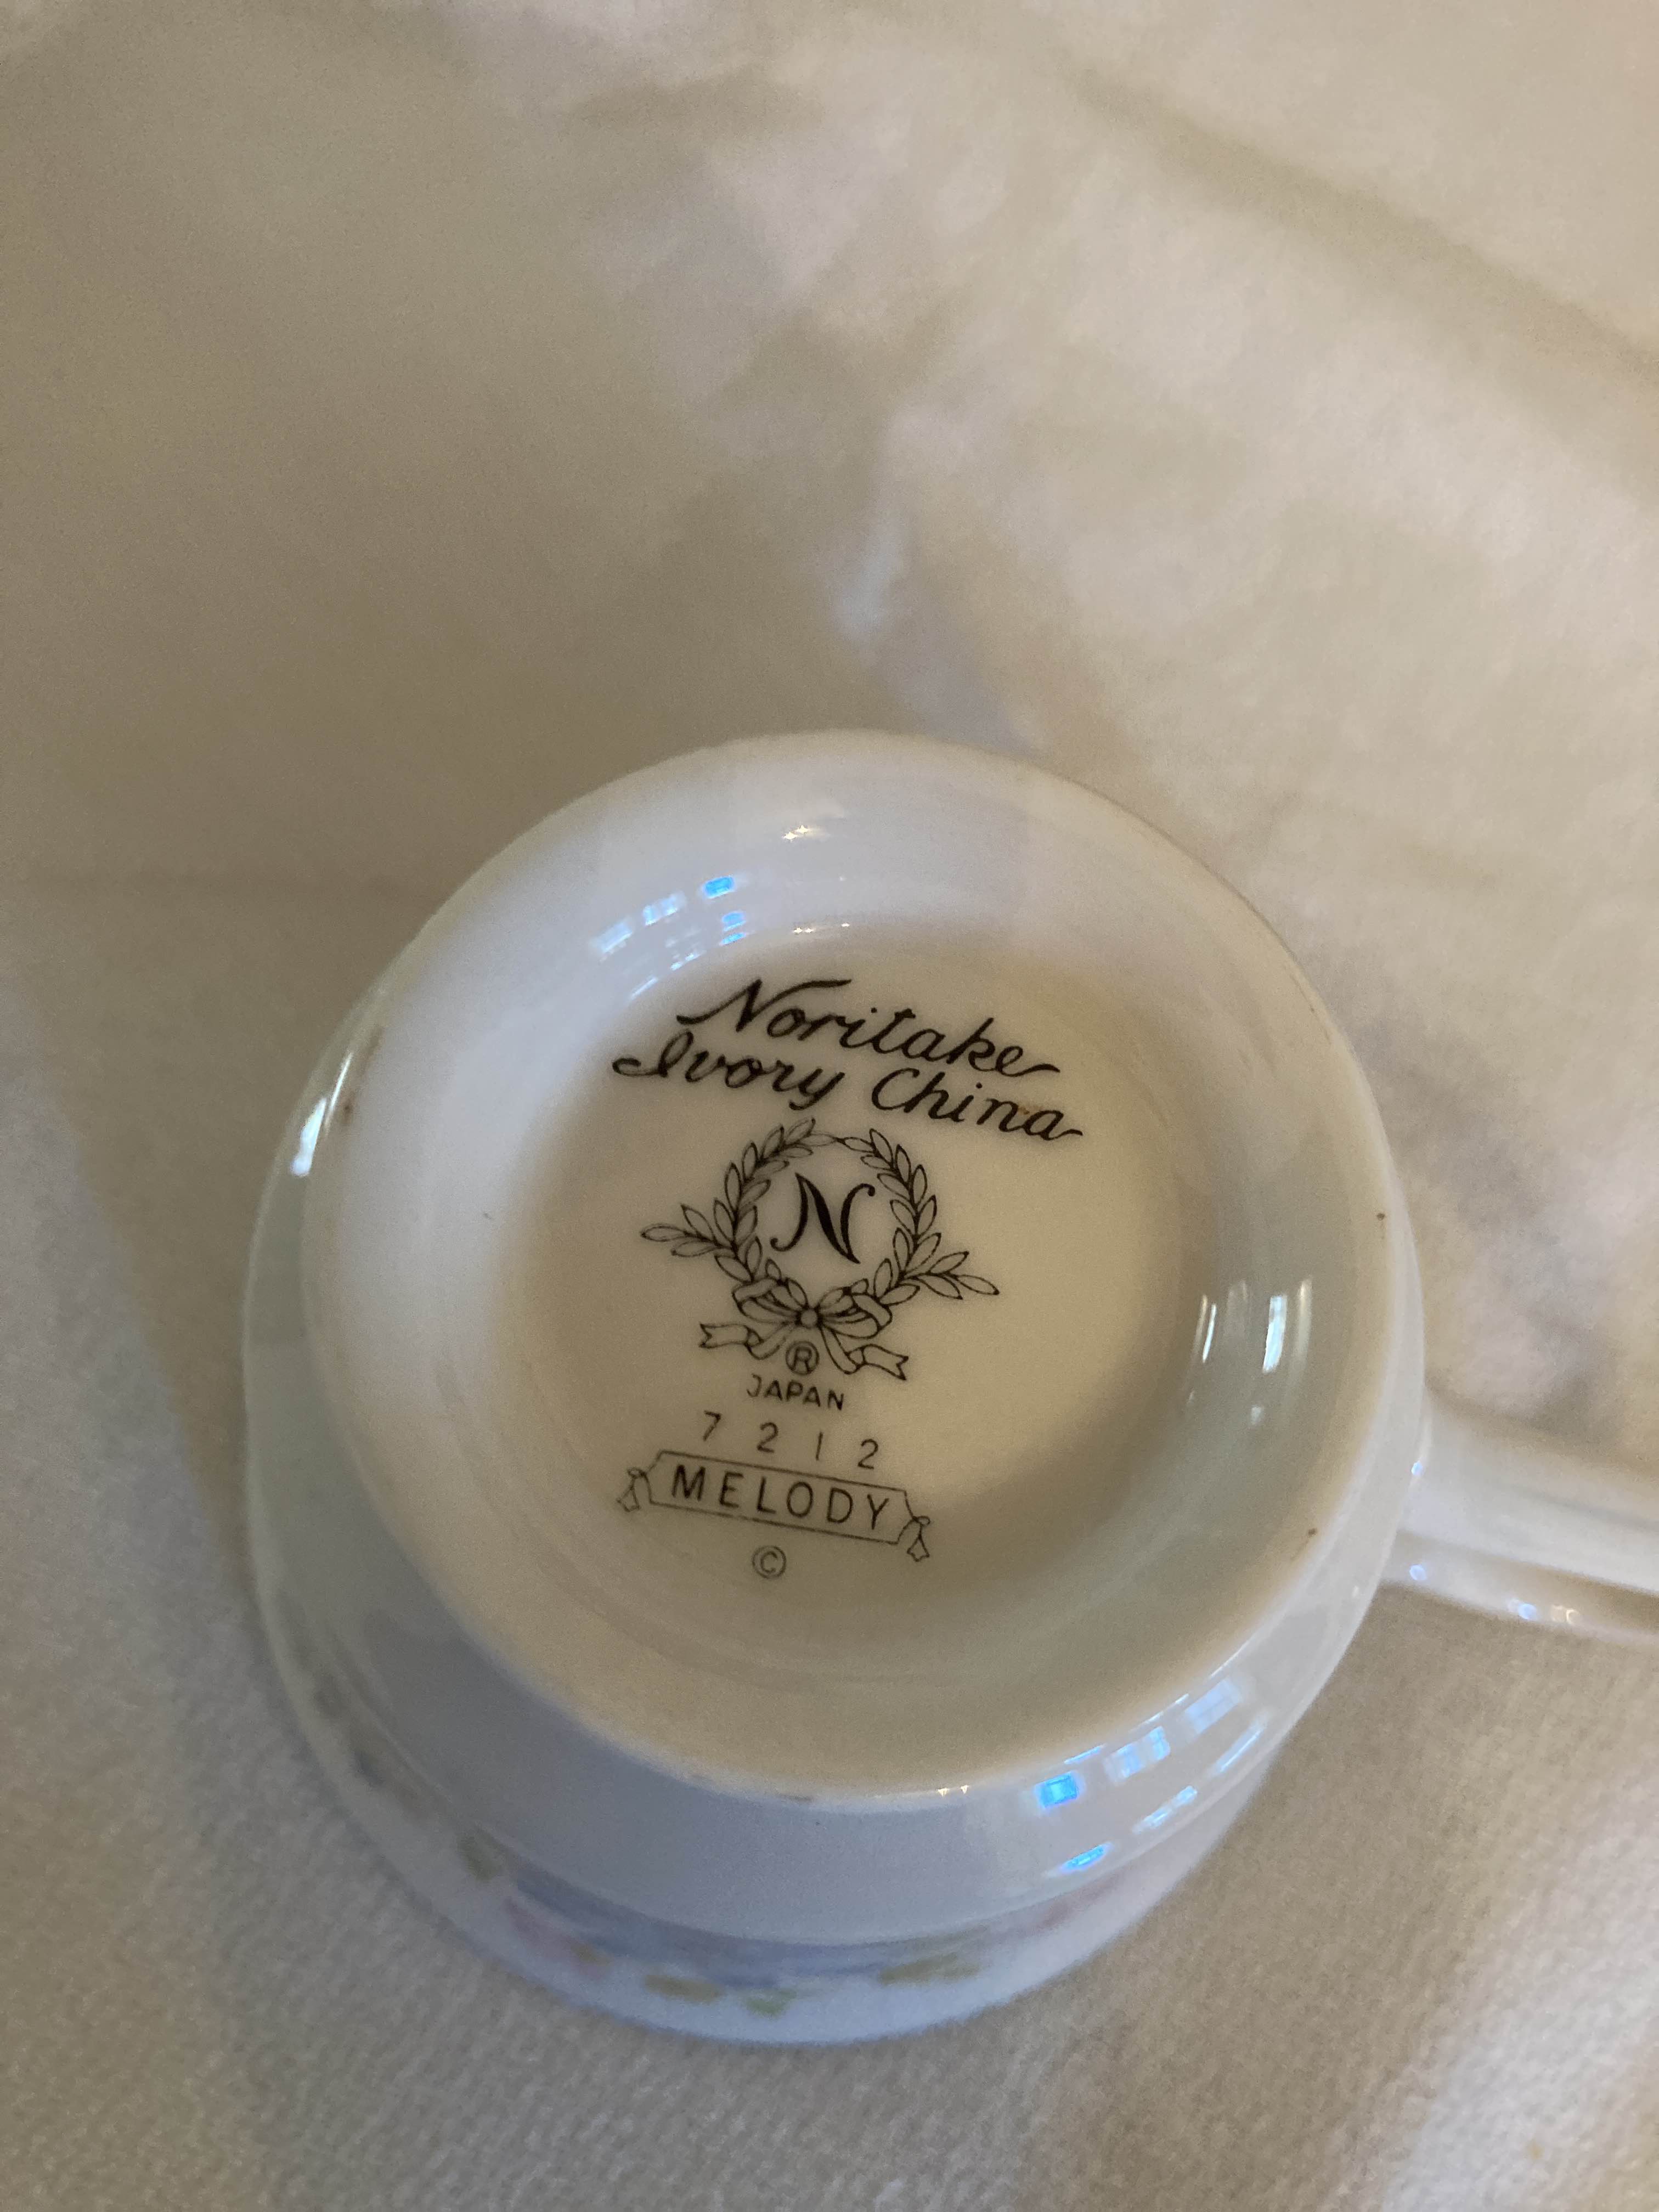 Noritake
Ivory China
N
®
JAPAN
7212
MELODY
©